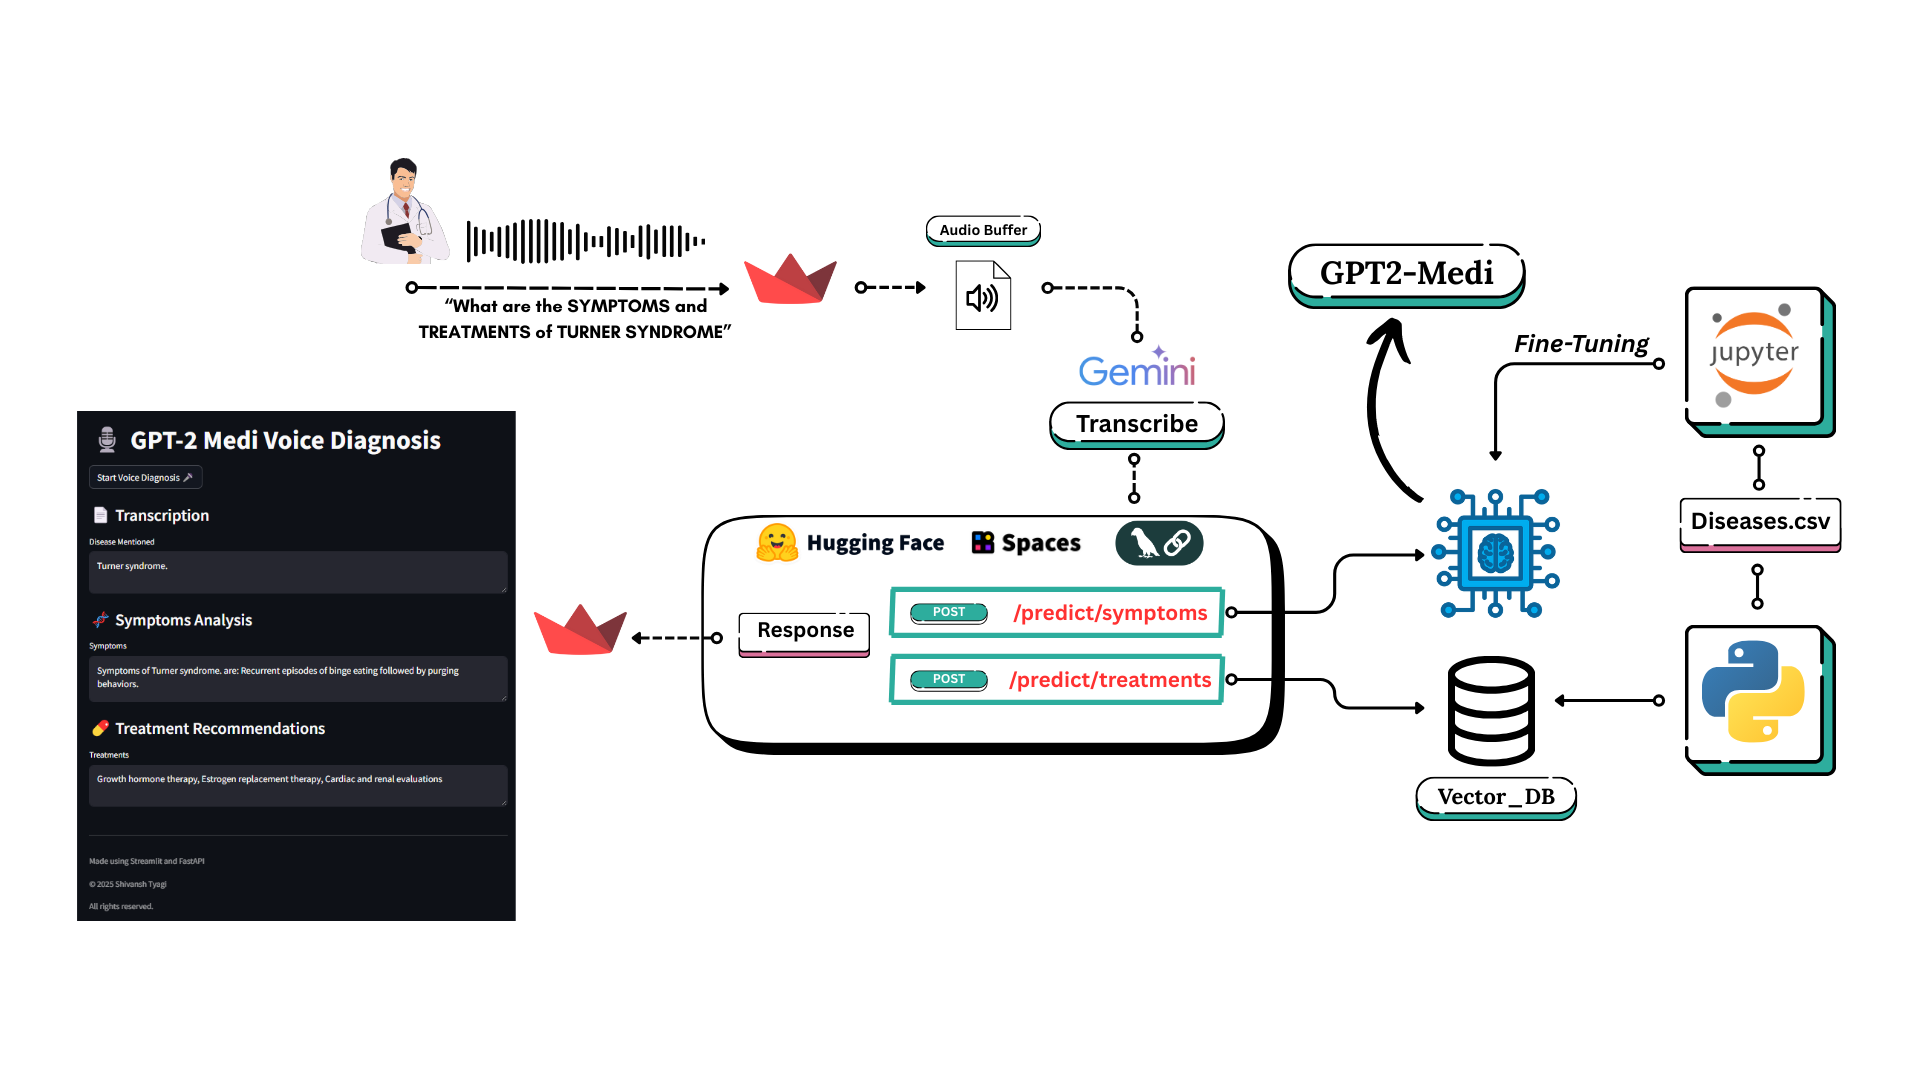 “What are the SYMPTOMS and
TREATMENTS of TURNER SYNDROME”
Audio Buffer
Gemini
Transcribe
GPT2-Medi
Fine-Tuning
jupyter
Diseases.csv
Vector_DB
Hugging Face
Spaces
Response
POST /predict/symptoms
POST /predict/treatments
GPT-2 Medi Voice Diagnosis
Start Voice Diagnosis
Transcription
Disease Mentioned
Turner syndrome.
Symptoms Analysis
Symptoms
Symptoms of Turner syndrome. are: Recurrent episodes of binge eating followed by purging
behaviors.
Treatment Recommendations
Treatments
Growth hormone therapy, Estrogen replacement therapy, Cardiac and renal evaluations
Made using Streamlit and FastAPI
© 2025 Shivansh Tyagi
All rights reserved.